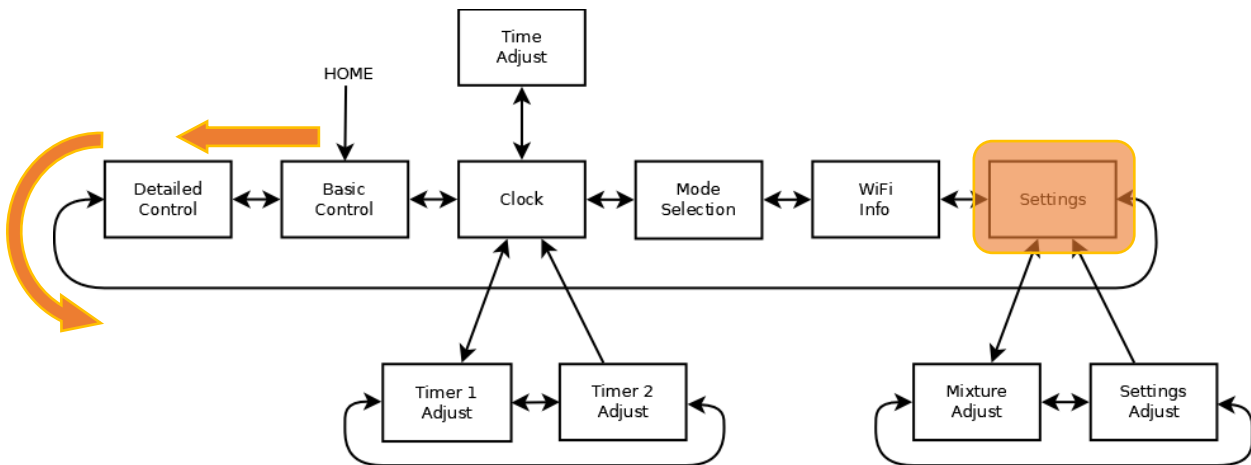 Time
Adjust
HOME
Detailed
Control
Basic
Control
Clock
Mode
Selection
WiFi
Info
Settings
Timer 1
Adjust
Timer 2
Adjust
Mixture
Adjust
Settings
Adjust